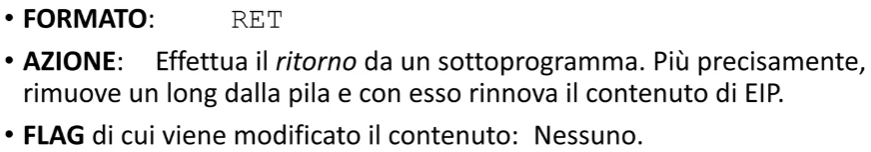 • FORMATO: RET
• AZIONE: Effettua il ritorno da un sottoprogramma. Più precisamente,
rimuove un long dalla pila e con esso rinnova il contenuto di EIP.
• FLAG di cui viene modificato il contenuto: Nessuno.